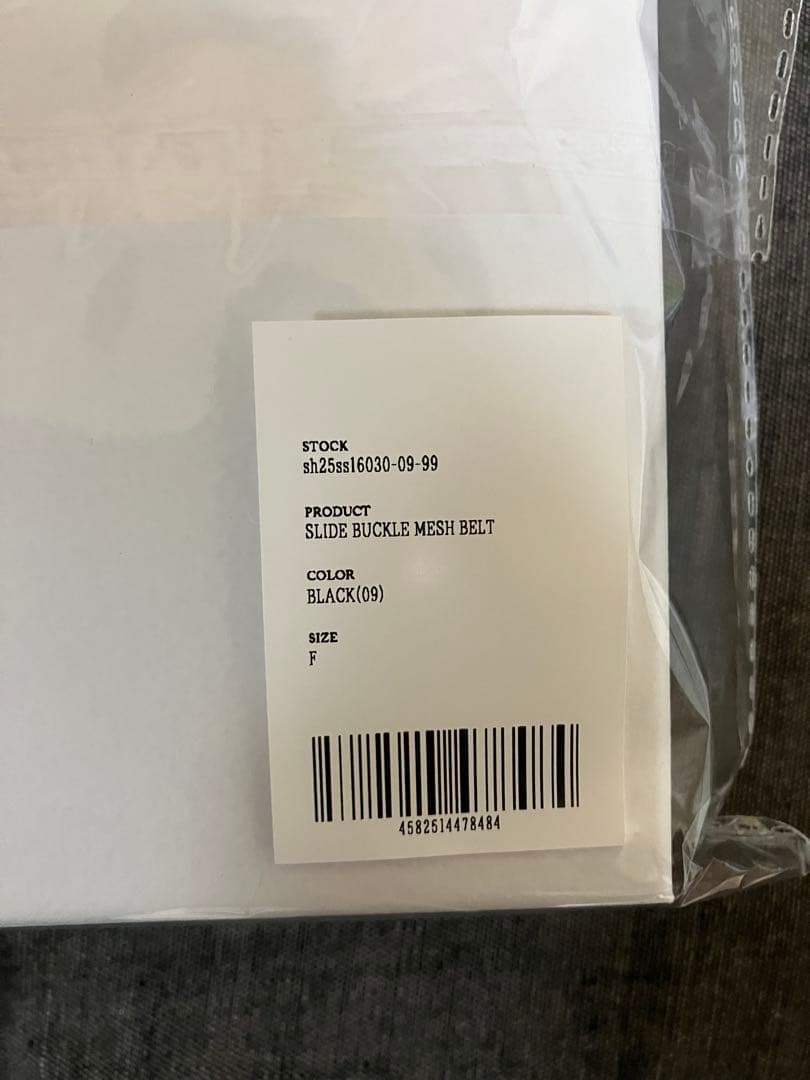 STOCK
sh25ss16030-09-99
PRODUCT
SLIDE BUCKLE MESH BELT
COLOR
BLACK(09)
SIZE
F
4582514478484